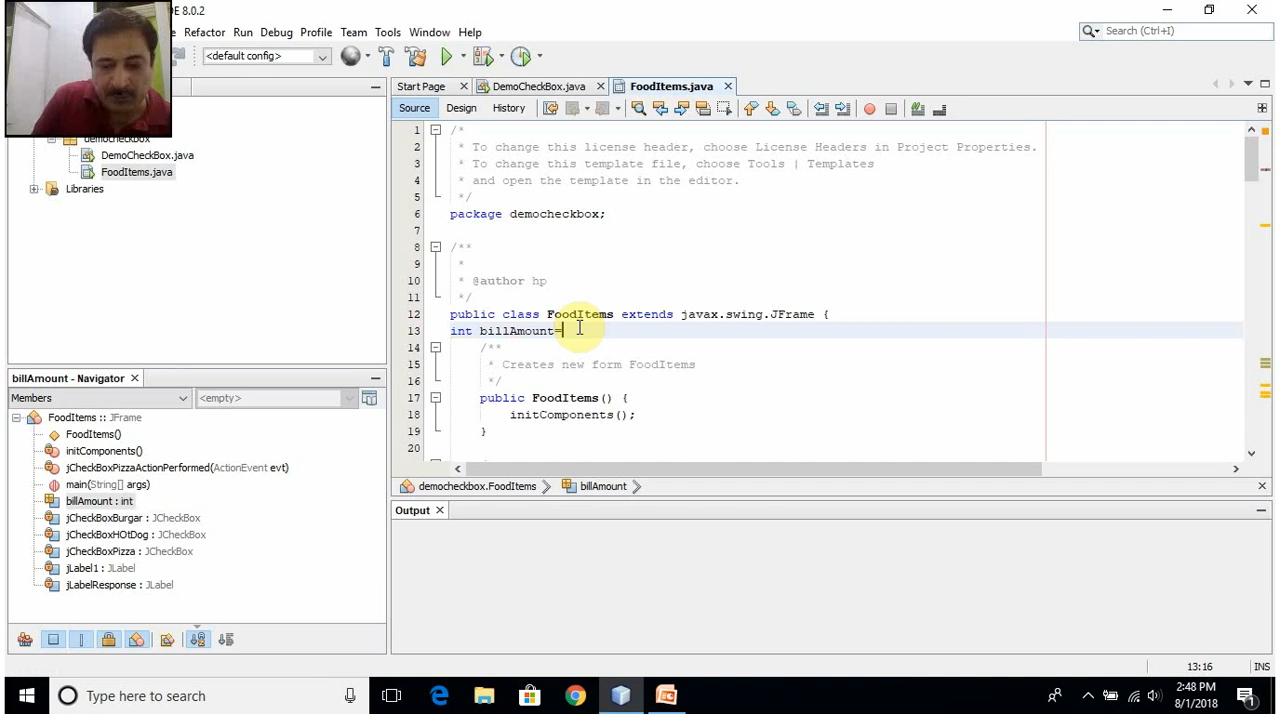 DE 8.0.2
Refactor Run Debug Profile Team Tools Window Help
Search (Ctrl+I)
<default config>
Start Page
DemoCheckBox.java
FoodItems.java
Source Design History
democheckbox
DemoCheckBox.java
FoodItems.java
Libraries
1 /*
2 * To change this license header, choose License Headers in Project Properties.
3 * To change this template file, choose Tools | Templates
4 * and open the template in the editor.
5 */
6 package democheckbox;
7
8 /**
9 *
10 * @author hp
11 */
12 public class FoodItems extends javax.swing.JFrame {
13 int billAmount=
14 /**
15 * Creates new form FoodItems
16 */
17 public FoodItems() {
18 initComponents();
19 }
20
democheckbox.FoodItems
billAmount
billAmount - Navigator
Members
<empty>
FoodItems :: JFrame
FoodItems()
initComponents()
jCheckBoxPizzaActionPerformed(ActionEvent evt)
main(String[] args)
billAmount : int
jCheckBoxBurgar : JCheckBox
jCheckBoxHOtDog : JCheckBox
jCheckBoxPizza : JCheckBox
jLabel1 : JLabel
jLabelResponse : JLabel
Output
13:16
INS
Type here to search
2:48 PM
8/1/2018
1